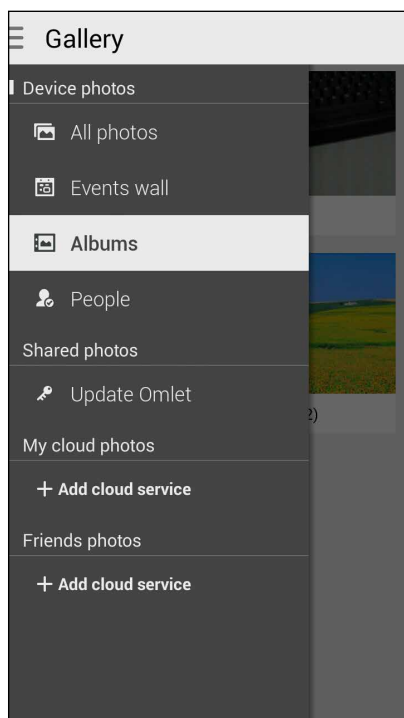 Gallery
Device photos
All photos
Events wall
Albums
People
Shared photos
Update Omlet
2)
My cloud photos
+ Add cloud service
Friends photos
+ Add cloud service